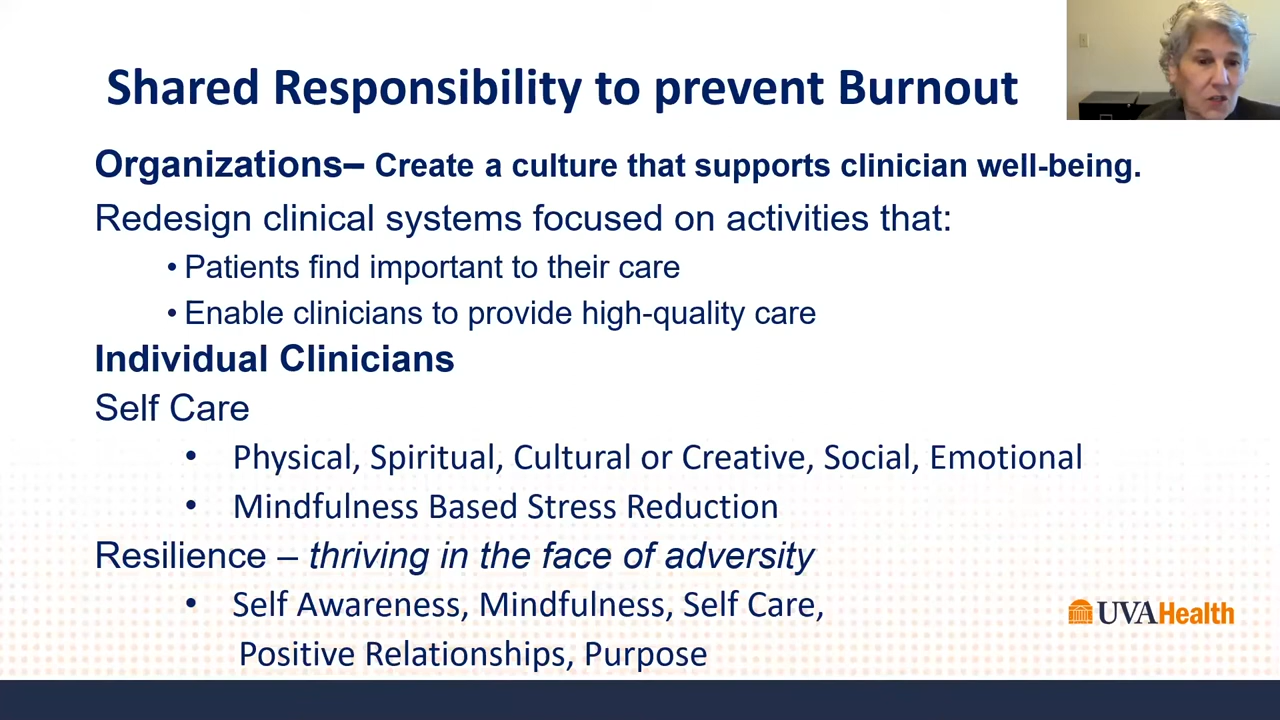 Shared Responsibility to prevent Burnout
Organizations– Create a culture that supports clinician well-being.
Redesign clinical systems focused on activities that:
• Patients find important to their care
• Enable clinicians to provide high-quality care
Individual Clinicians
Self Care
• Physical, Spiritual, Cultural or Creative, Social, Emotional
• Mindfulness Based Stress Reduction
Resilience – thriving in the face of adversity
• Self Awareness, Mindfulness, Self Care,
Positive Relationships, Purpose
UVAHealth